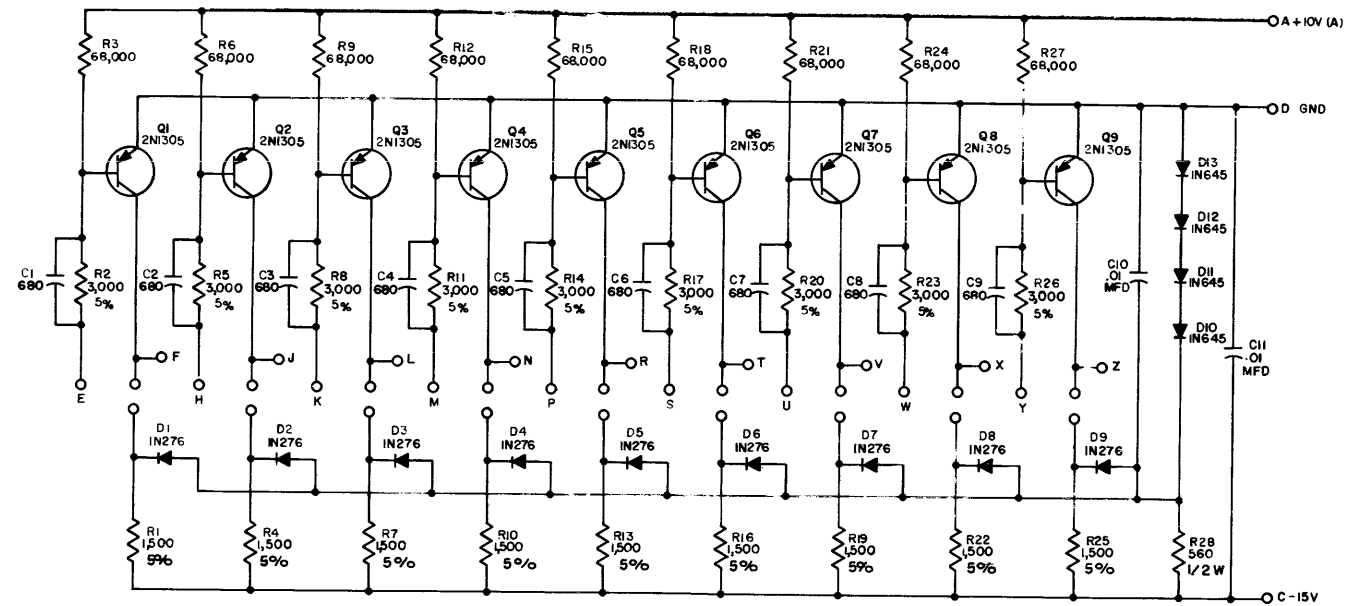 A +10V (A)
R3
68,000
R6
68,000
R9
68,000
R12
68,000
R15
68,000
R18
68,000
R21
68,000
R24
68,000
R27
68,000
D GND
Q1
2N1305
Q2
2N1305
Q3
2N1305
Q4
2N1305
Q5
2N1305
Q6
2N1305
Q7
2N1305
Q8
2N1305
Q9
2N1305
D13
IN645
D12
IN645
D11
IN645
D10
IN645
C1
680
R2
3,000
5%
C2
680
R5
3,000
5%
C3
680
R8
3,000
5%
C4
680
R11
3,000
5%
C5
680
R14
3,000
5%
C6
680
R17
3,000
5%
C7
680
R20
3,000
5%
C8
680
R23
3,000
5%
C9
680
R26
3,000
5%
C10
.01
MFD
C11
.01
MFD
F
J
L
N
R
T
V
X
Z
E
H
K
M
P
S
U
W
Y
D1
IN276
D2
IN276
D3
IN276
D4
IN276
D5
IN276
D6
IN276
D7
IN276
D8
IN276
D9
IN276
R1
1,500
5%
R4
1,500
5%
R7
1,500
5%
R10
1,500
5%
R13
1,500
5%
R16
1,500
5%
R19
1,500
5%
R22
1,500
5%
R25
1,500
5%
R28
560
1/2 W
C -15V